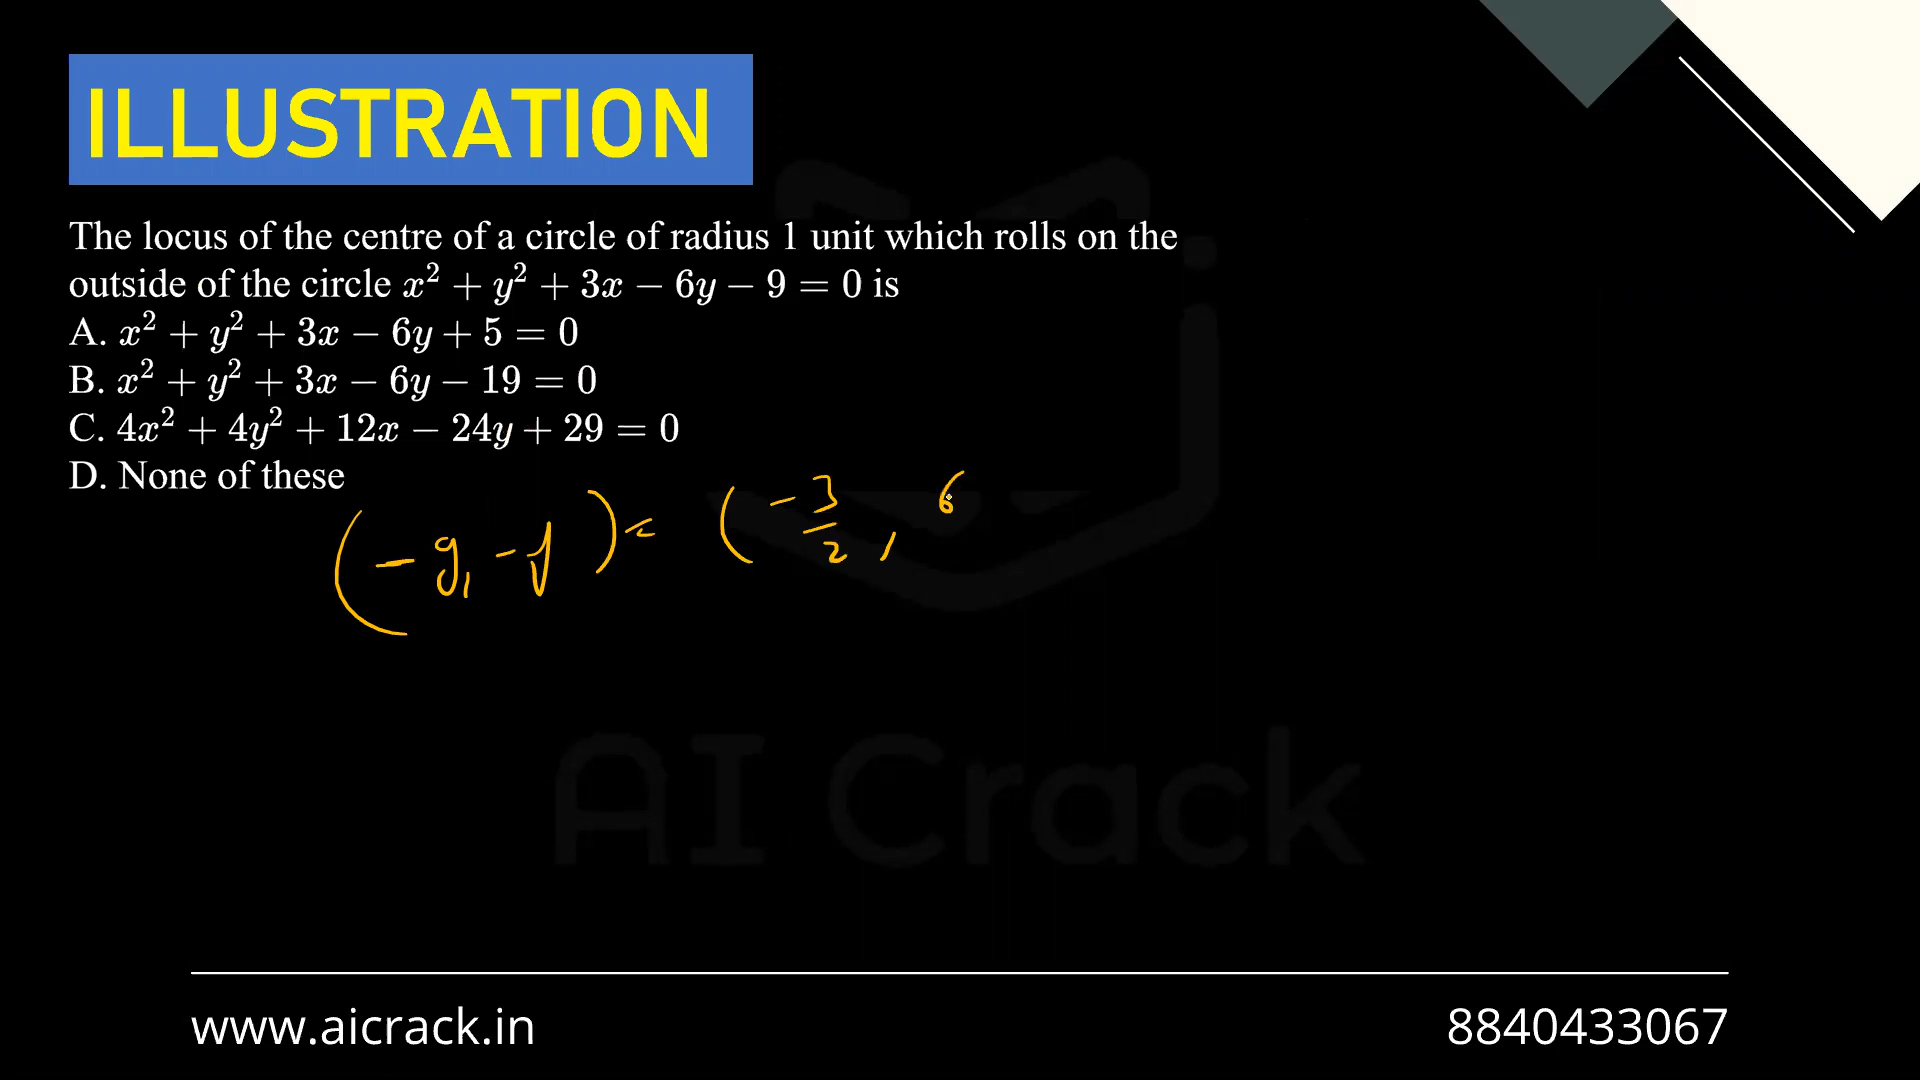 ILLUSTRATION
The locus of the centre of a circle of radius 1 unit which rolls on the
outside of the circle x² + y² + 3x − 6y − 9 = 0 is
A. x² + y² + 3x − 6y + 5 = 0
B. x² + y² + 3x − 6y − 19 = 0
C. 4x² + 4y² + 12x − 24y + 29 = 0
D. None of these
(−g, −f) = (−3/2, 6
AI Crack
www.aicrack.in
8840433067